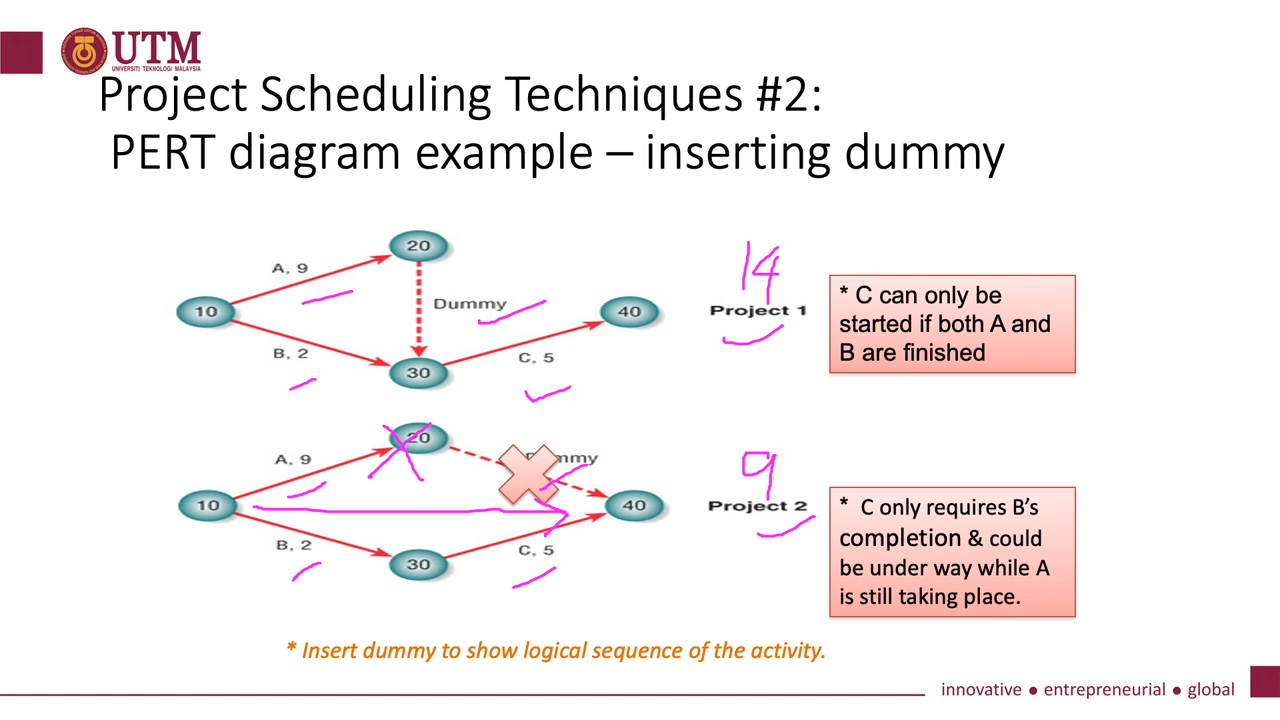 UTM
UNIVERSITI TEKNOLOGI MALAYSIA
Project Scheduling Techniques #2:
PERT diagram example – inserting dummy
20
A, 9
10
Dummy
40
B, 2
30
C, 5
14
Project 1
* C can only be
started if both A and
B are finished
20
A, 9
10
40
B, 2
30
C, 5
9
Project 2
* C only requires B's
completion & could
be under way while A
is still taking place.
* Insert dummy to show logical sequence of the activity.
innovative ● entrepreneurial ● global